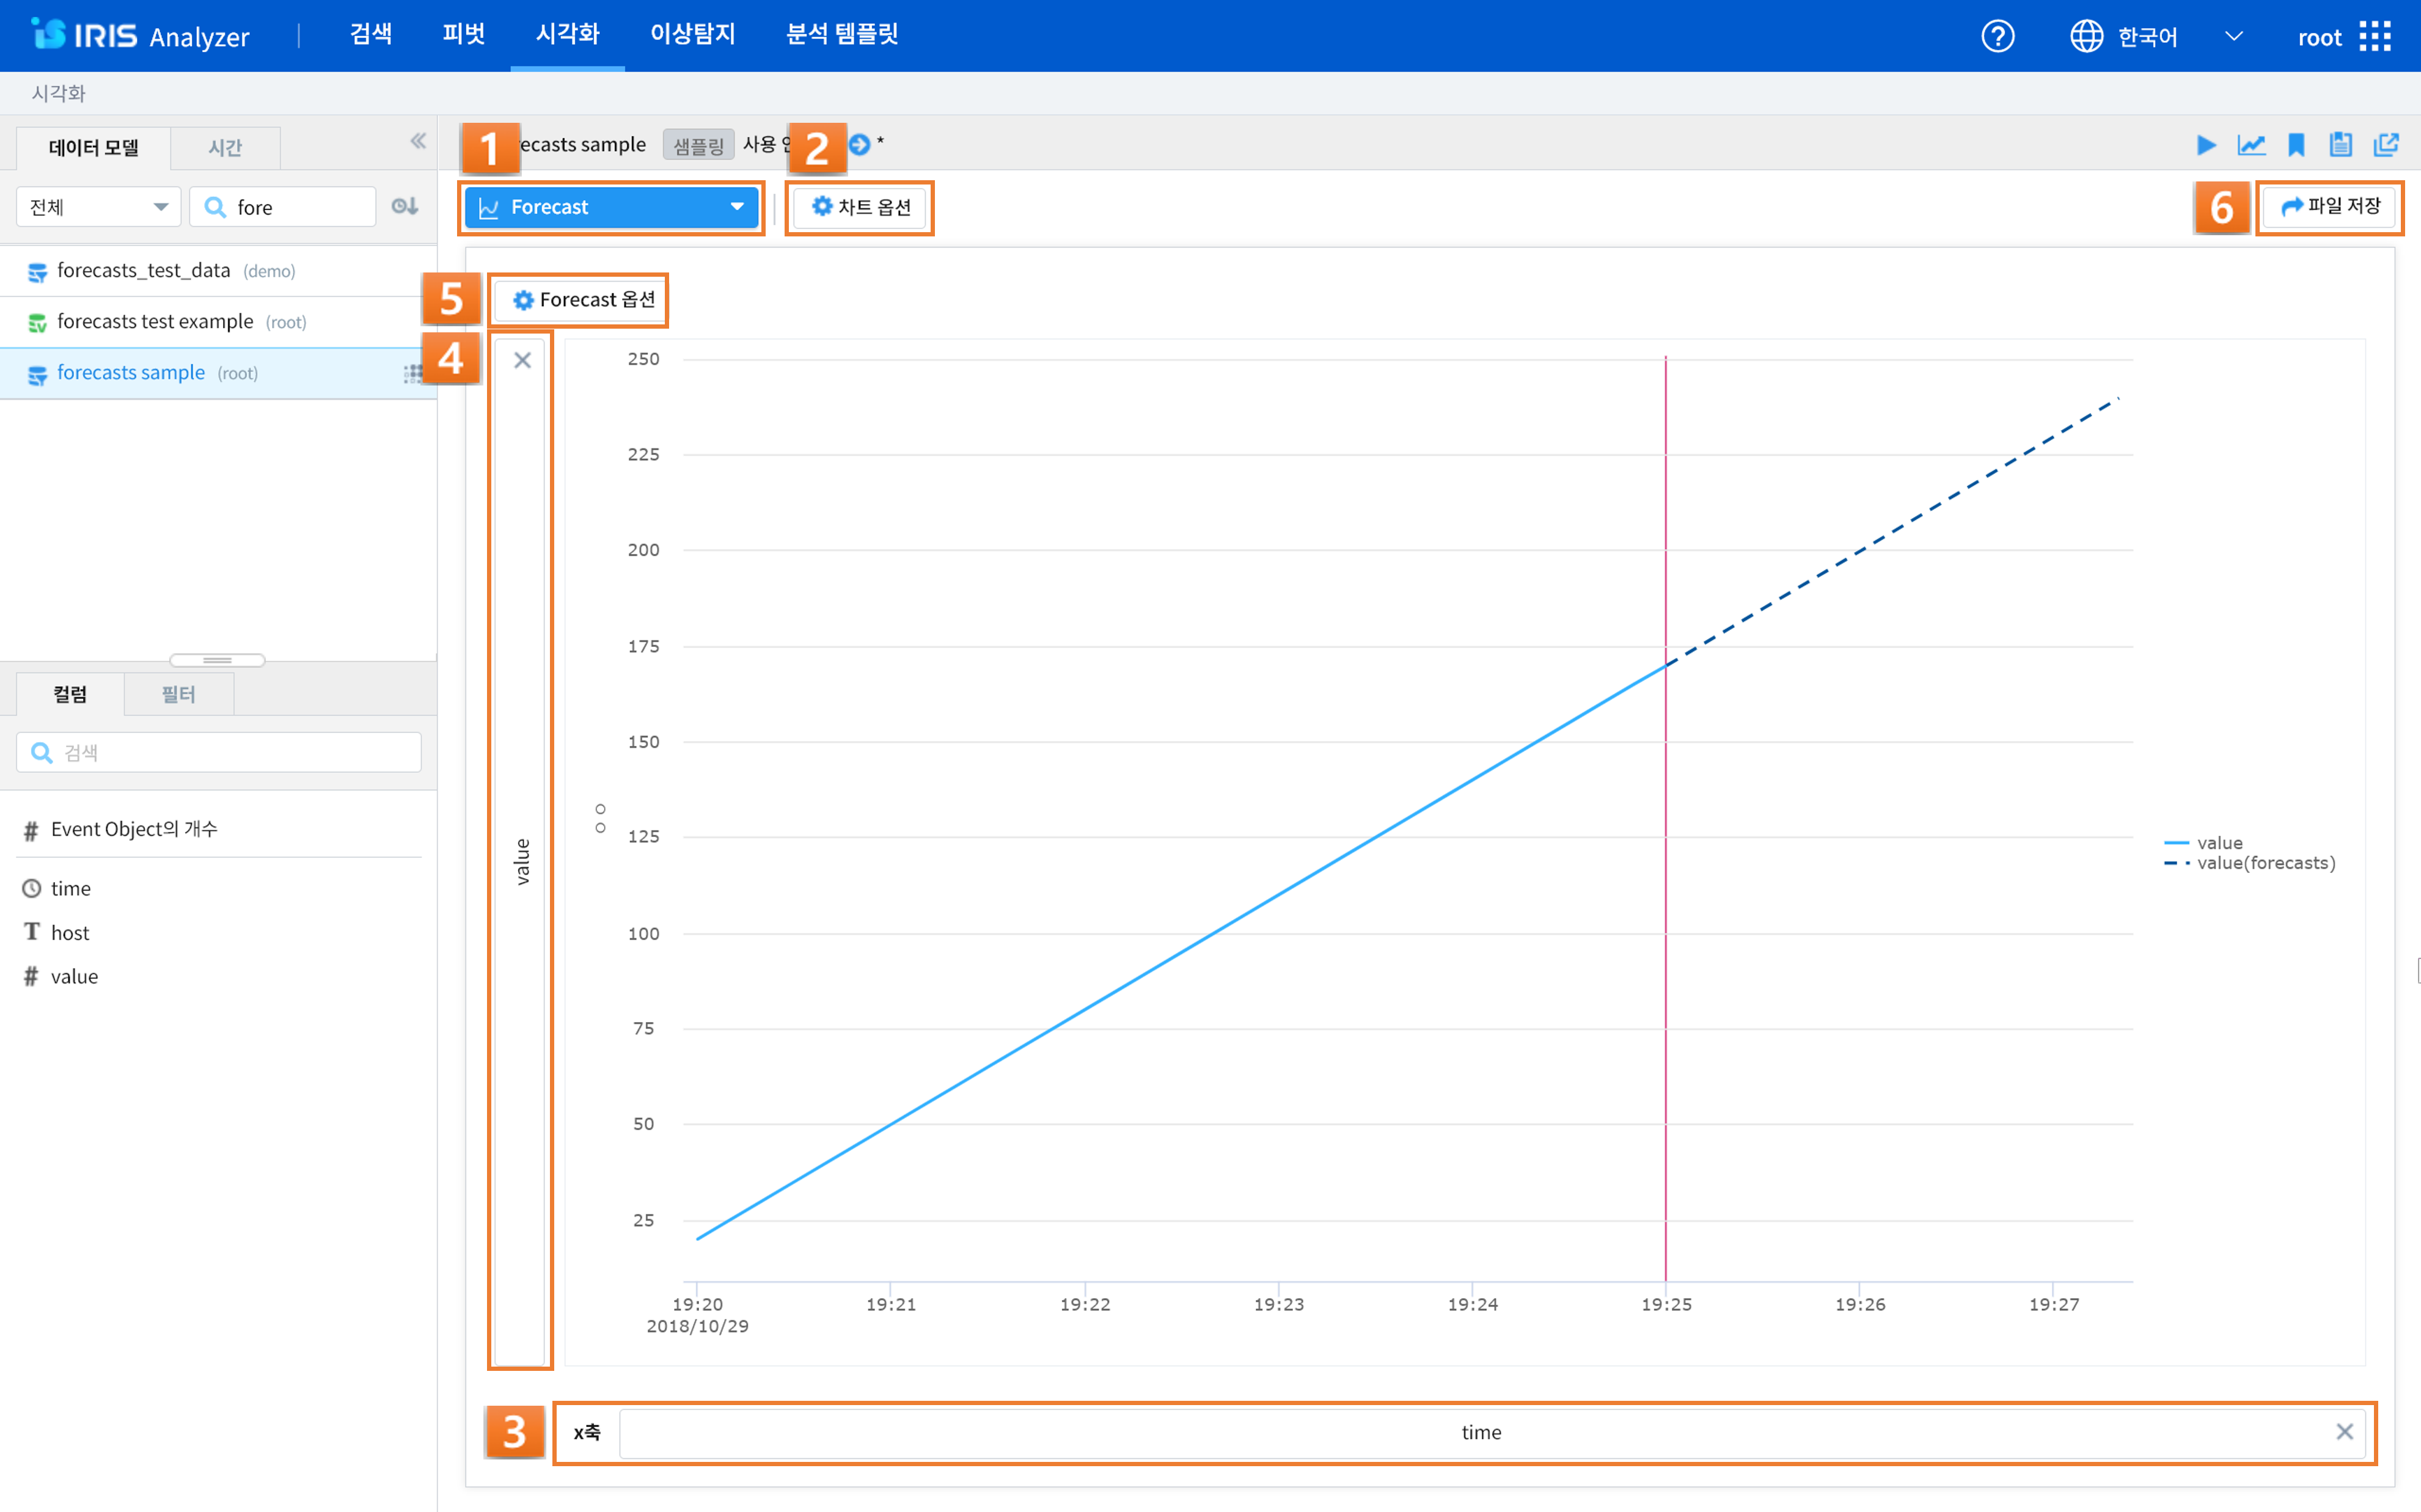 IRIS Analyzer
검색 피벗 시각화 이상탐지 분석 템플릿
한국어 root
시각화
데이터 모델 시간
전체 fore
forecasts_test_data (demo)
forecasts test example (root)
forecasts sample (root)
컬럼 필터
검색
# Event Object의 개수
time
T host
# value
1 ecasts sample 샘플링 사용 2 *
Forecast 차트 옵션
6 파일 저장
5 Forecast 옵션
4
value
250
225
200
175
150
125
100
75
50
25
19:20 19:21 19:22 19:23 19:24 19:25 19:26 19:27
2018/10/29
value
value(forecasts)
3 x축 time